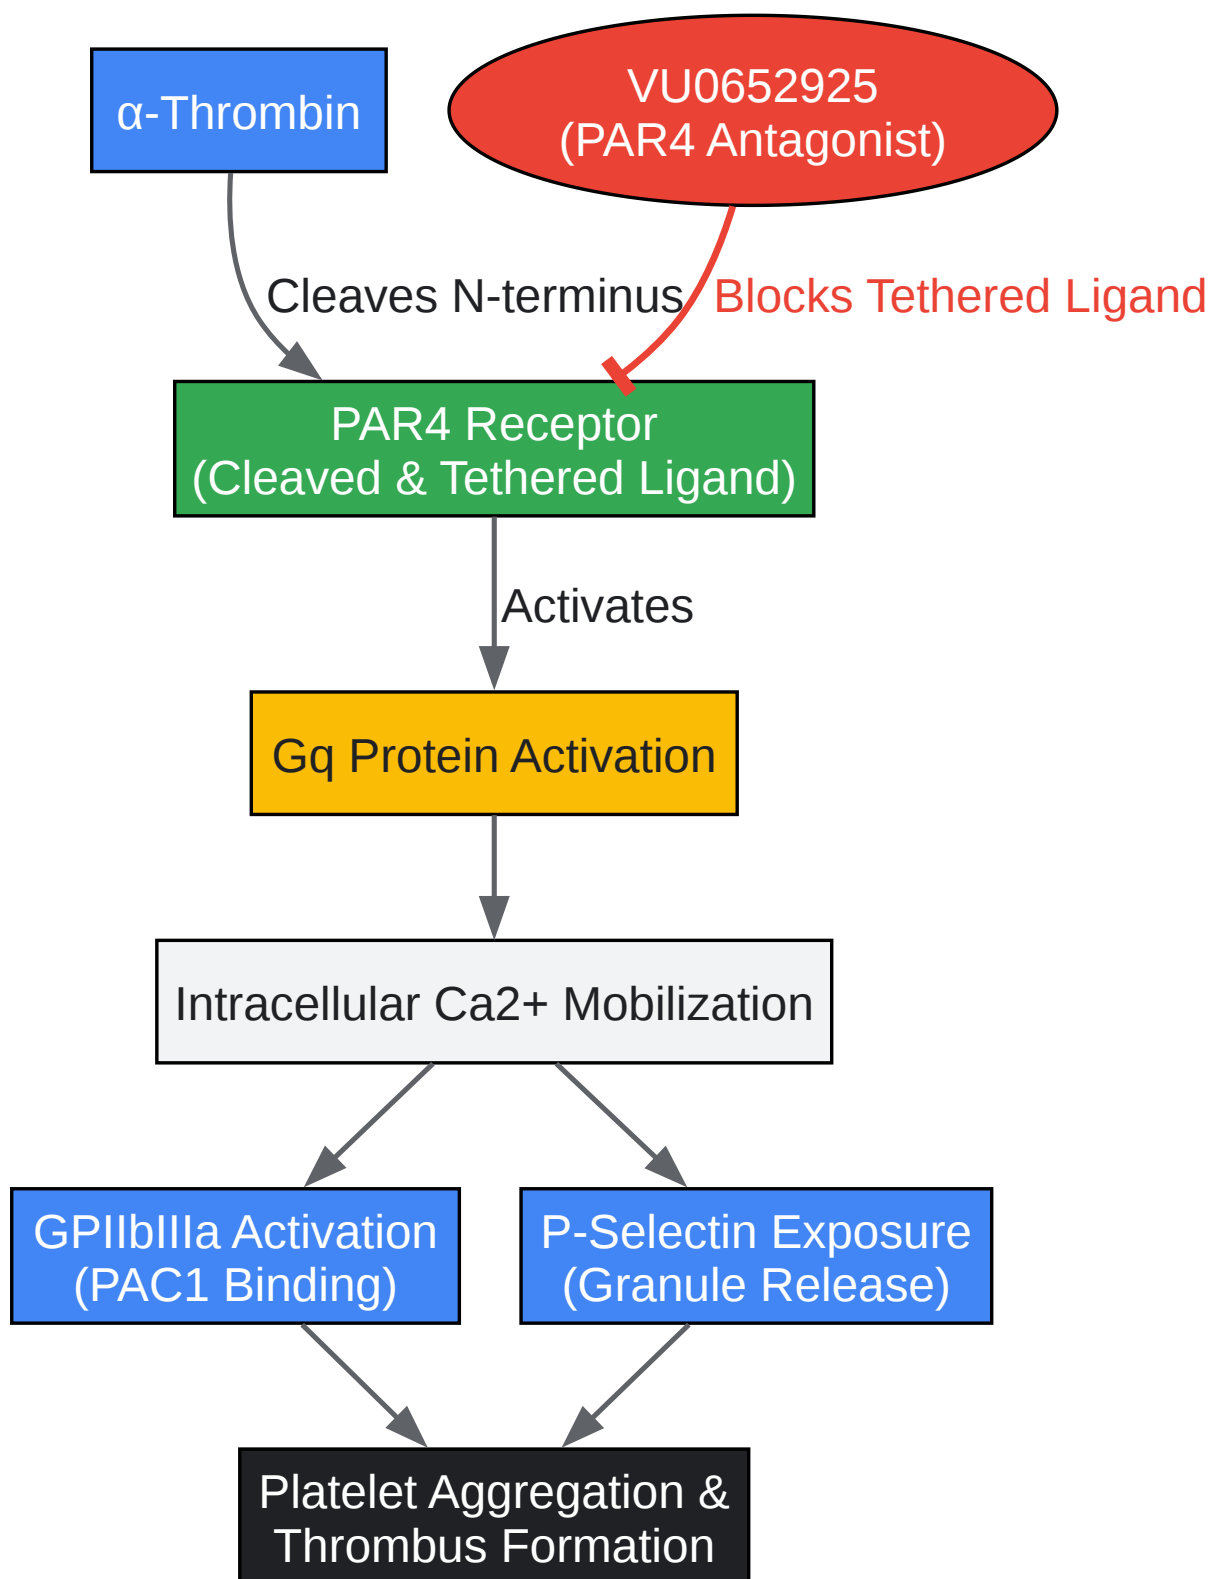 α-Thrombin
VU0652925
(PAR4 Antagonist)
Cleaves N-terminus
Blocks Tethered Ligand
PAR4 Receptor
(Cleaved & Tethered Ligand)
Activates
Gq Protein Activation
Intracellular Ca2+ Mobilization
GPIIbIIIa Activation
(PAC1 Binding)
P-Selectin Exposure
(Granule Release)
Platelet Aggregation &
Thrombus Formation